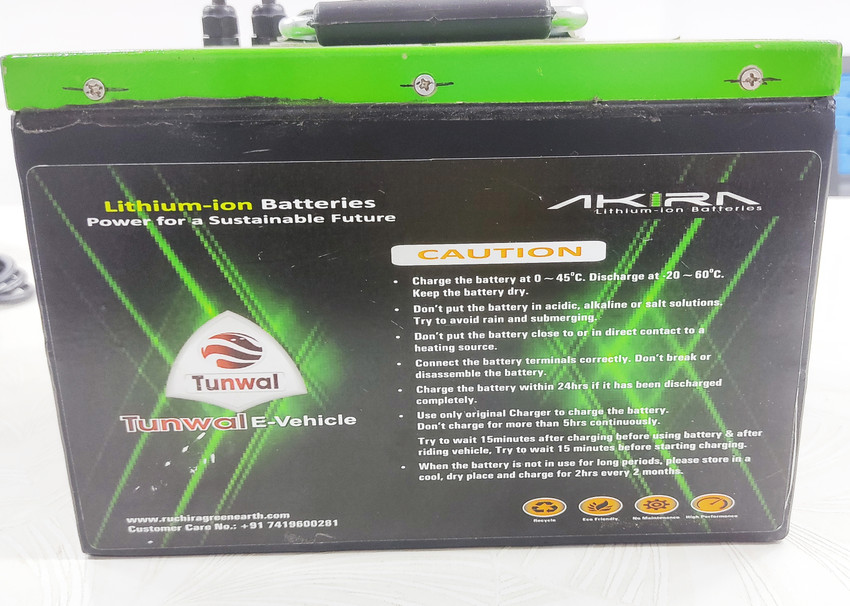 Lithium-ion Batteries
Power for a Sustainable Future
AKIRA
Lithium-ion Batteries
CAUTION
• Charge the battery at 0 ~ 45°C. Discharge at -20 ~ 60°C.
Keep the battery dry.
• Don't put the battery in acidic, alkaline or salt solutions.
Try to avoid rain and submerging.
• Don't put the battery close to or in direct contact to a
heating source.
• Connect the battery terminals correctly. Don't break or
disassemble the battery.
• Charge the battery within 24hrs if it has been discharged
completely.
• Use only original Charger to charge the battery.
Don't charge for more than 5hrs continuously.
Try to wait 15minutes after charging before using battery & after
riding vehicle, Try to wait 15 minutes before starting charging.
• When the battery is not in use for long periods, please store in a
cool, dry place and charge for 2hrs every 2 months.
Tunwal
Tunwal E-Vehicle
www.ruchiragreenearth.com
Customer Care No.: +91 7419600281
Recycle
Eco Friendly
No Maintenance
High Performance